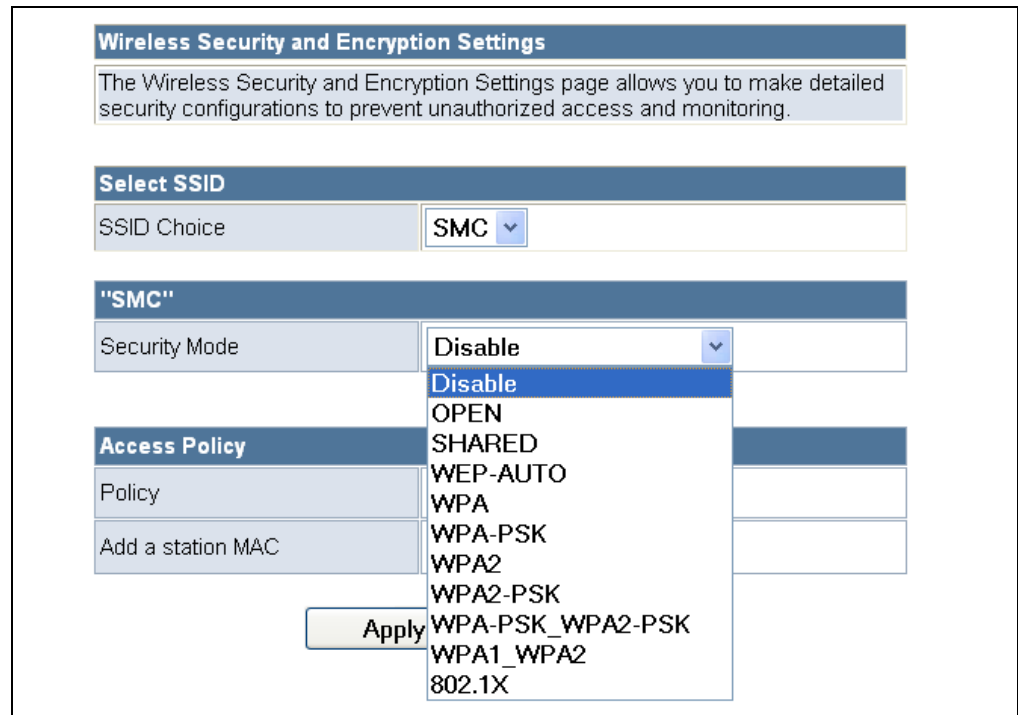 Wireless Security and Encryption Settings
The Wireless Security and Encryption Settings page allows you to make detailed
security configurations to prevent unauthorized access and monitoring.
Select SSID
SSID Choice SMC
"SMC"
Security Mode Disable
Disable
OPEN
SHARED
WEP-AUTO
WPA
WPA-PSK
WPA2
WPA2-PSK
WPA-PSK_WPA2-PSK
WPA1_WPA2
802.1X
Access Policy
Policy
Add a station MAC
Apply